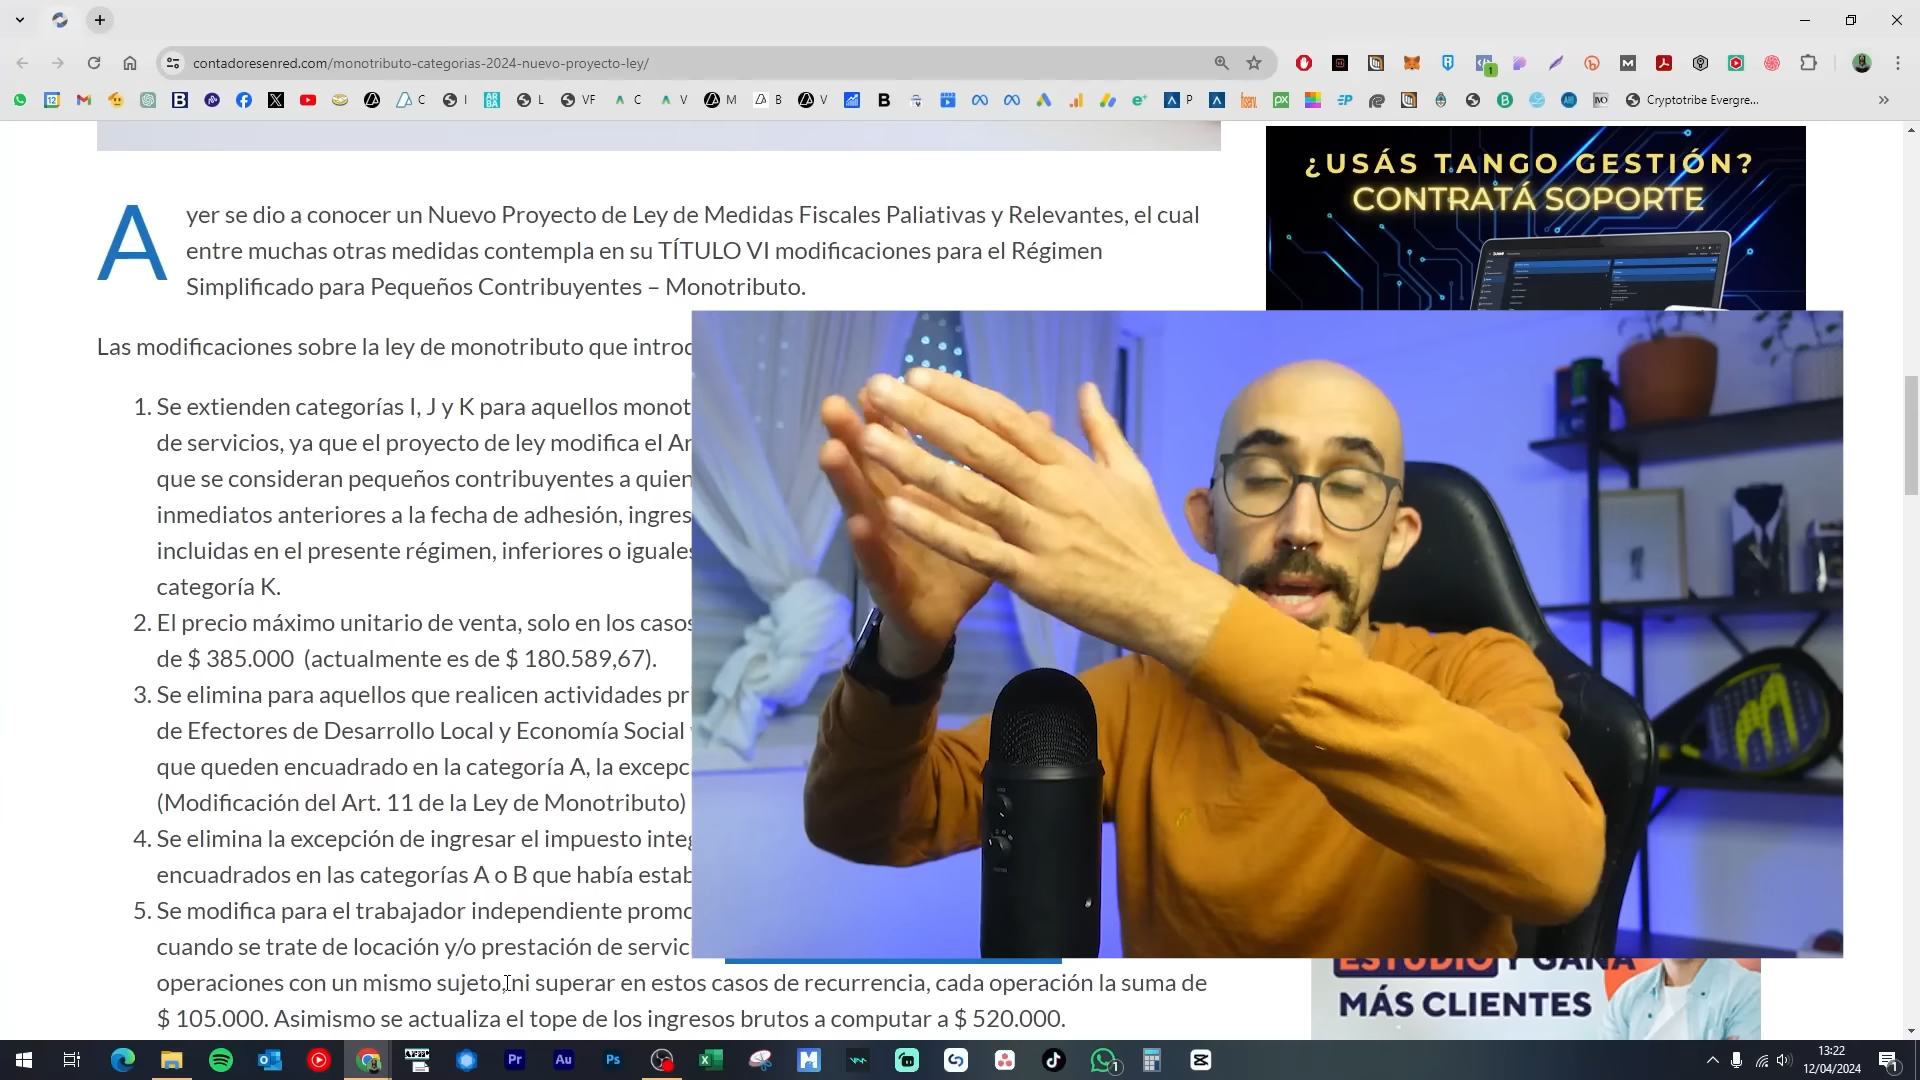 contadoresenred.com/monotributo-categorias-2024-nuevo-proyecto-ley/
C
I
L
VF
C
V
M
B
V
P
Cryptotribe Evergre...
Ayer se dio a conocer un Nuevo Proyecto de Ley de Medidas Fiscales Paliativas y Relevantes, el cual
entre muchas otras medidas contempla en su TÍTULO VI modificaciones para el Régimen
Simplificado para Pequeños Contribuyentes – Monotributo.
Las modificaciones sobre la ley de monotributo que introd
1. Se extienden categorías I, J y K para aquellos monot
de servicios, ya que el proyecto de ley modifica el Ar
que se consideran pequeños contribuyentes a quien
inmediatos anteriores a la fecha de adhesión, ingres
incluidas en el presente régimen, inferiores o iguales
categoría K.
2. El precio máximo unitario de venta, solo en los casos
de $ 385.000 (actualmente es de $ 180.589,67).
3. Se elimina para aquellos que realicen actividades pr
de Efectores de Desarrollo Local y Economía Social
que queden encuadrado en la categoría A, la excepc
(Modificación del Art. 11 de la Ley de Monotributo)
4. Se elimina la excepción de ingresar el impuesto integ
encuadrados en las categorías A o B que había estab
5. Se modifica para el trabajador independiente promo
cuando se trate de locación y/o prestación de servici
operaciones con un mismo sujeto, ni superar en estos casos de recurrencia, cada operación la suma de
$ 105.000. Asimismo se actualiza el tope de los ingresos brutos a computar a $ 520.000.
¿USÁS TANGO GESTIÓN?
CONTRATÁ SOPORTE
ESTUDIO Y GANÁ
MÁS CLIENTES
13:22
12/04/2024